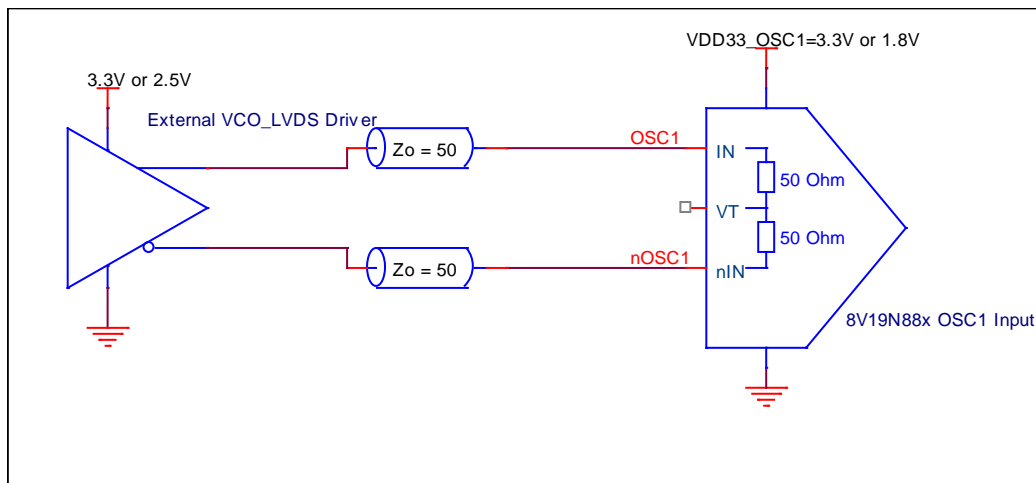 VDD33_OSC1=3.3V or 1.8V
3.3V or 2.5V
External VCO_LVDS Driver
Zo = 50
OSC1
IN
50 Ohm
VT
50 Ohm
Zo = 50
nOSC1
nIN
8V19N88x OSC1 Input